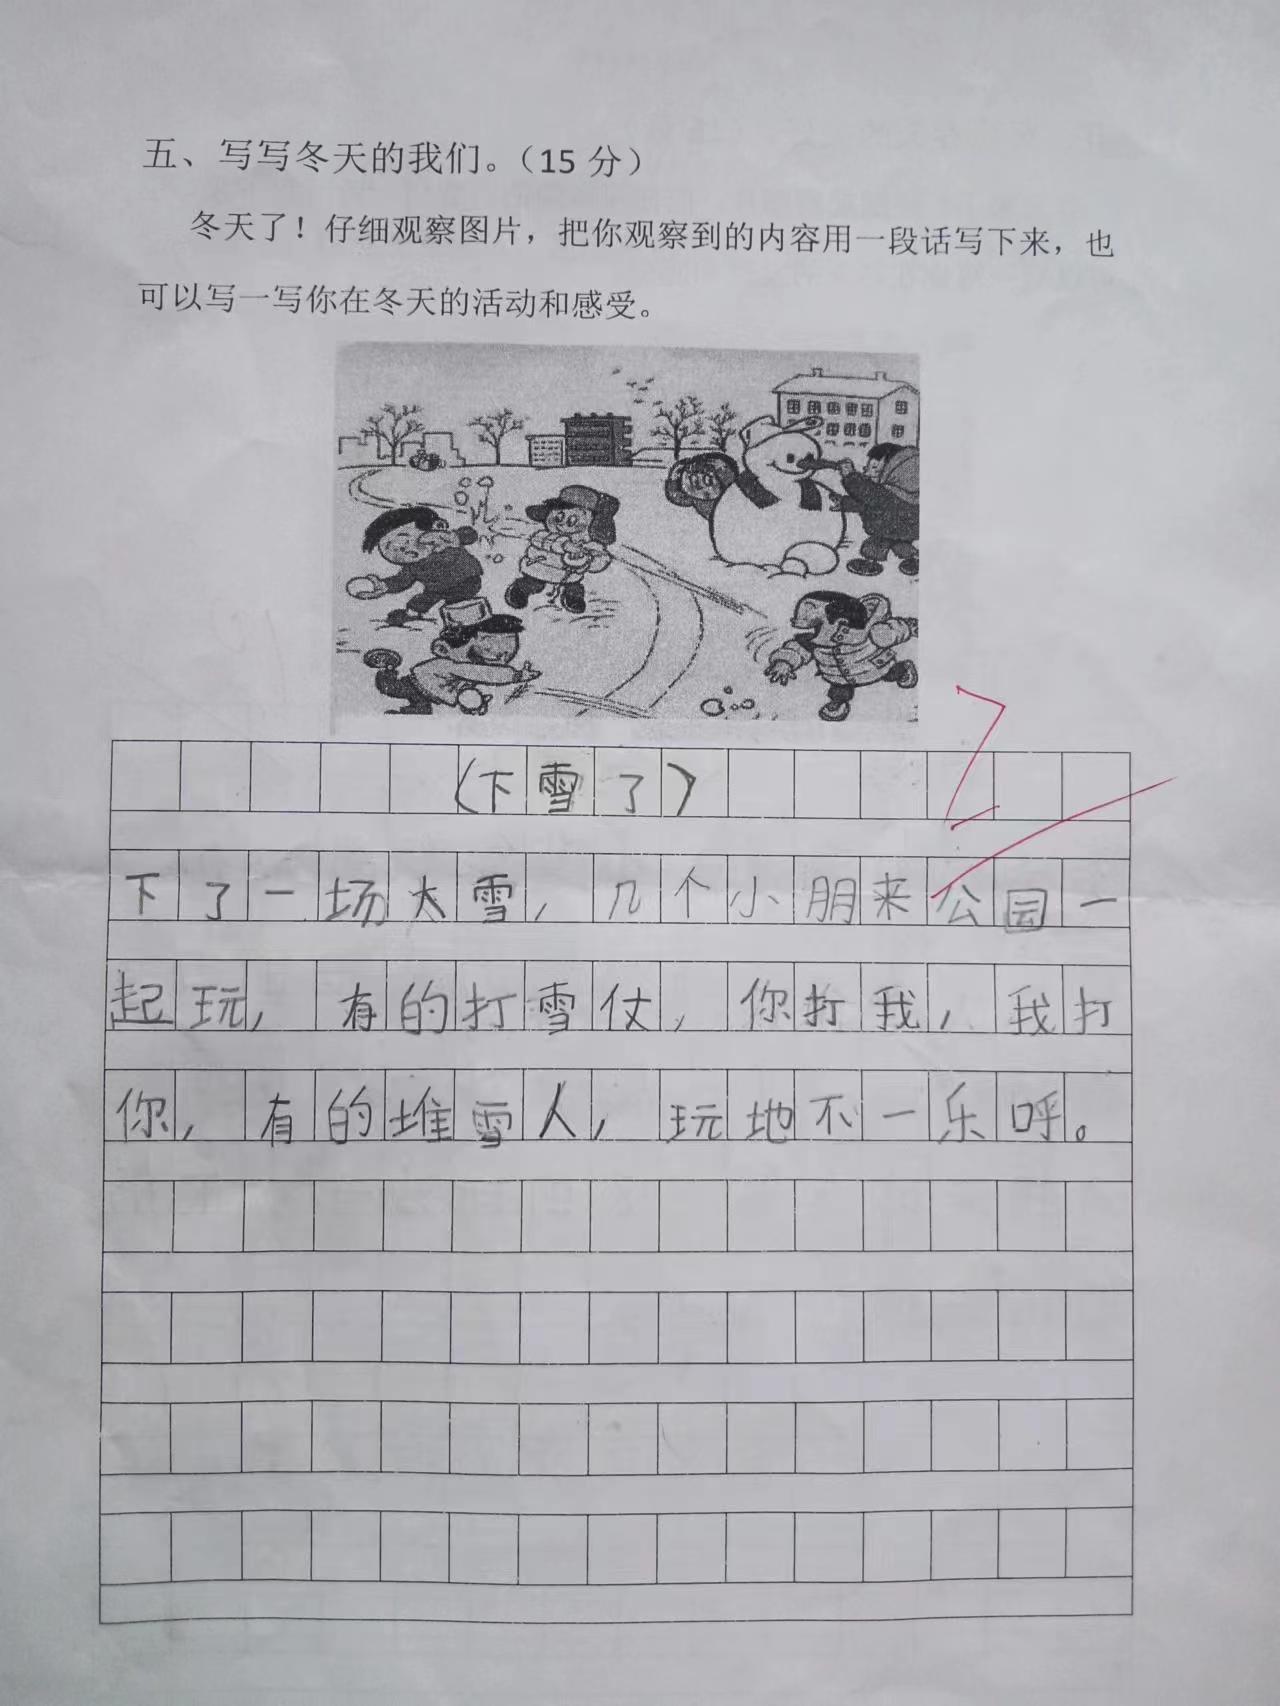 五、写写冬天的我们。（15 分）
冬天了！仔细观察图片，把你观察到的内容用一段话写下来，也
可以写一写你在冬天的活动和感受。
（下雪了）
下了一场大雪，几个小朋来公园一
起玩，有的打雪仗，你打我，我打
你，有的堆雪人，玩地不一乐呼。